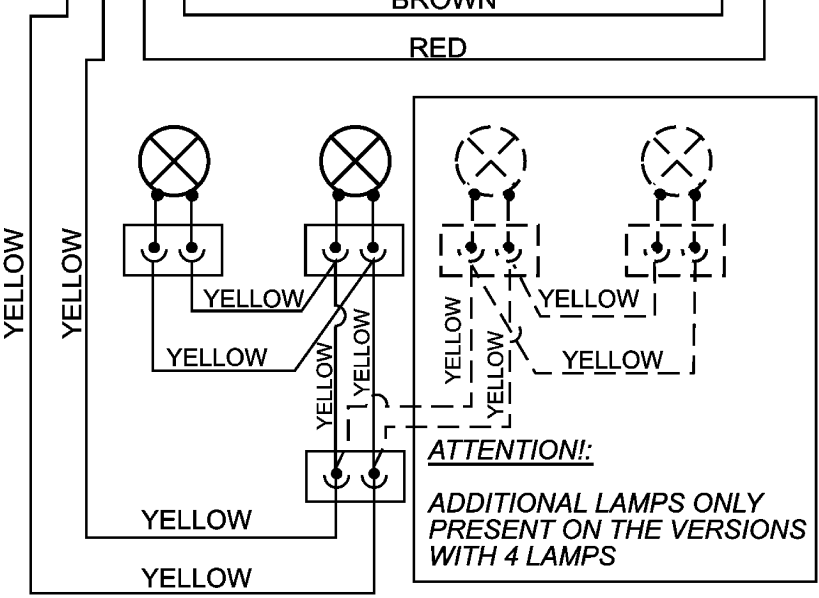 BROWN
RED
YELLOW
YELLOW
YELLOW
YELLOW
YELLOW
YELLOW
YELLOW
YELLOW
YELLOW
YELLOW
ATTENTION!:
ADDITIONAL LAMPS ONLY
PRESENT ON THE VERSIONS
WITH 4 LAMPS
YELLOW
YELLOW